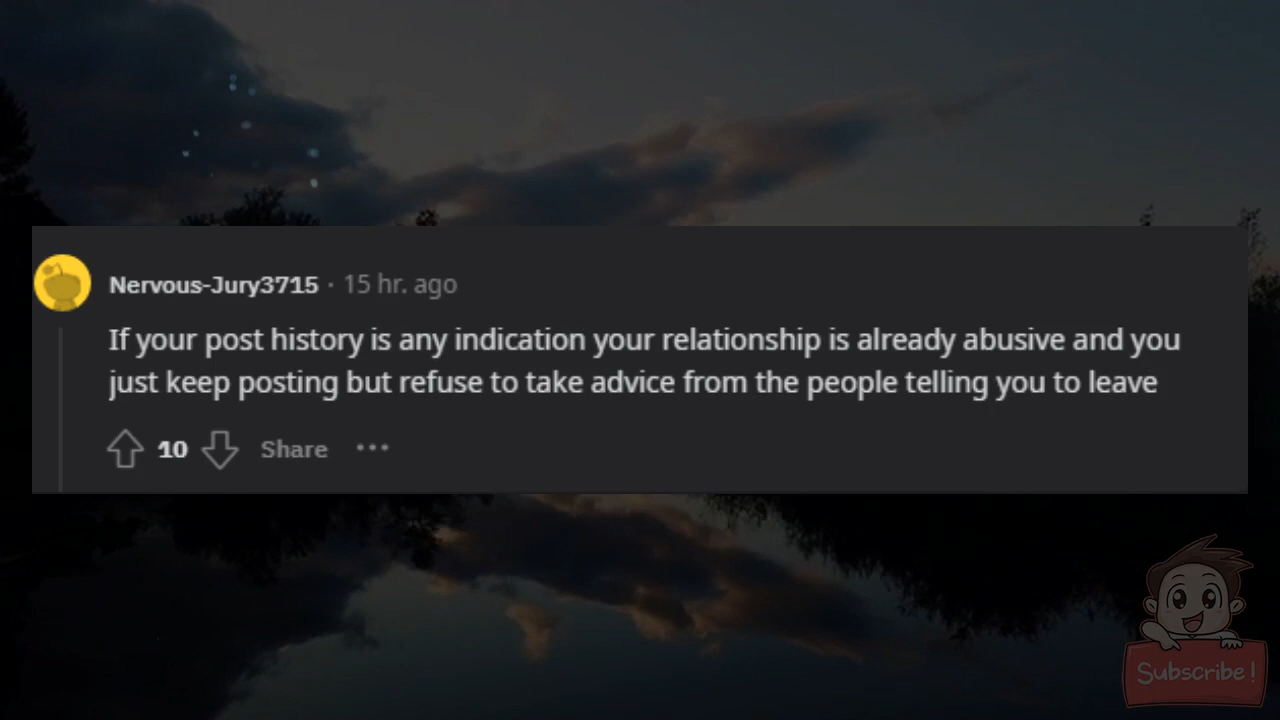 Nervous-Jury3715 · 15 hr. ago
If your post history is any indication your relationship is already abusive and you
just keep posting but refuse to take advice from the people telling you to leave
10 Share ···
Subscribe!